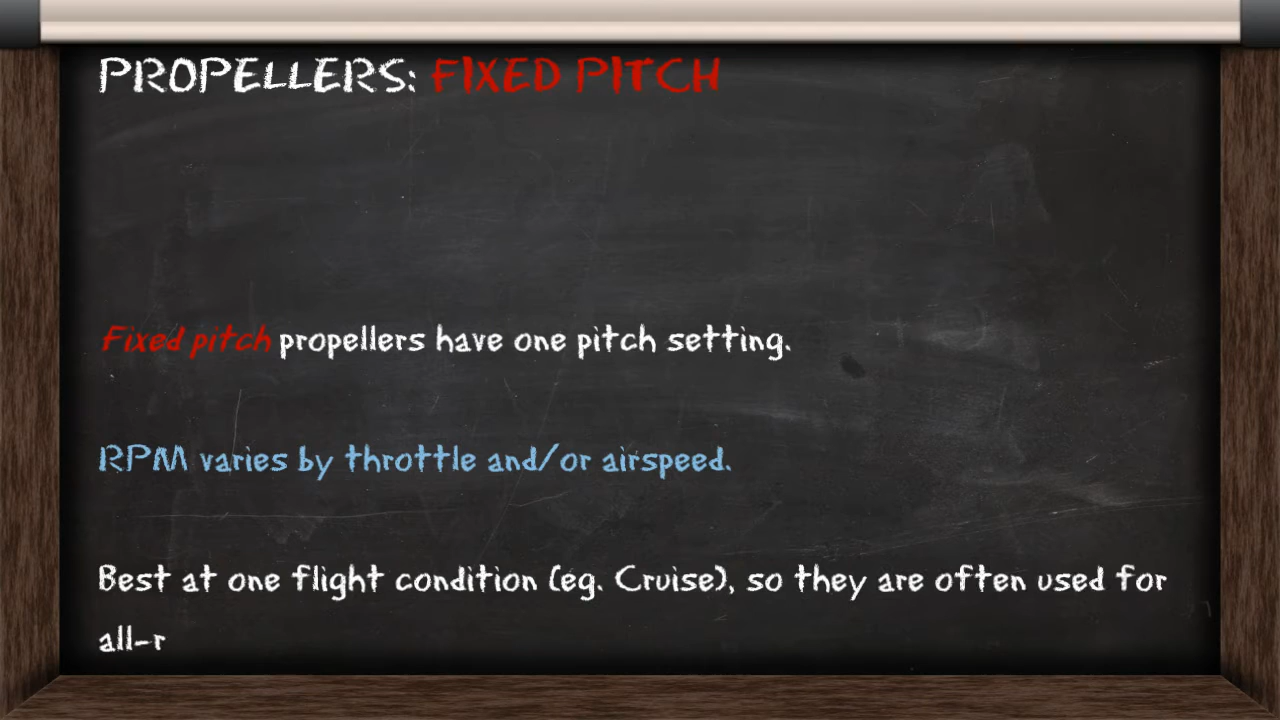 PROPELLERS: FIXED PITCH
Fixed pitch propellers have one pitch setting.
RPM varies by throttle and/or airspeed.
Best at one flight condition (eg. Cruise), so they are often used for
all-r